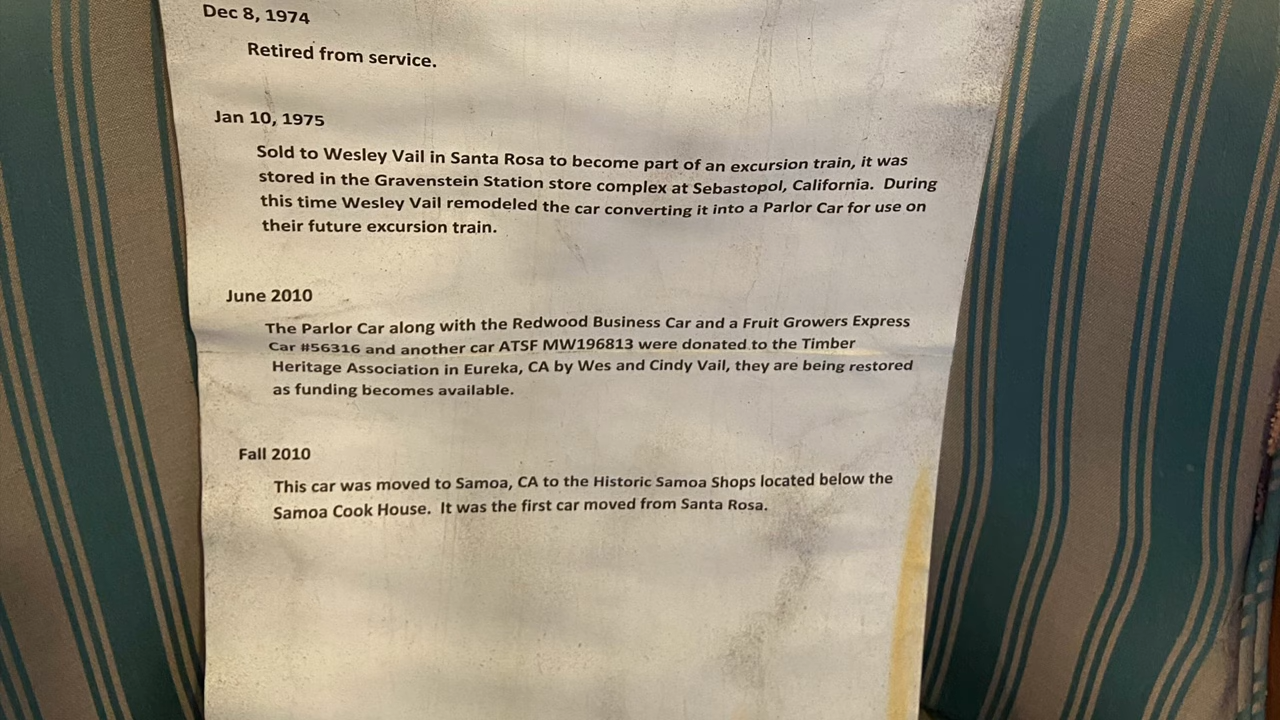 Dec 8, 1974
Retired from service.
Jan 10, 1975
Sold to Wesley Vail in Santa Rosa to become part of an excursion train, it was
stored in the Gravenstein Station store complex at Sebastopol, California.  During
this time Wesley Vail remodeled the car converting it into a Parlor Car for use on
their future excursion train.
June 2010
The Parlor Car along with the Redwood Business Car and a Fruit Growers Express
Car #56316 and another car ATSF MW196813 were donated to the Timber
Heritage Association in Eureka, CA by Wes and Cindy Vail, they are being restored
as funding becomes available.
Fall 2010
This car was moved to Samoa, CA to the Historic Samoa Shops located below the
Samoa Cook House.  It was the first car moved from Santa Rosa.